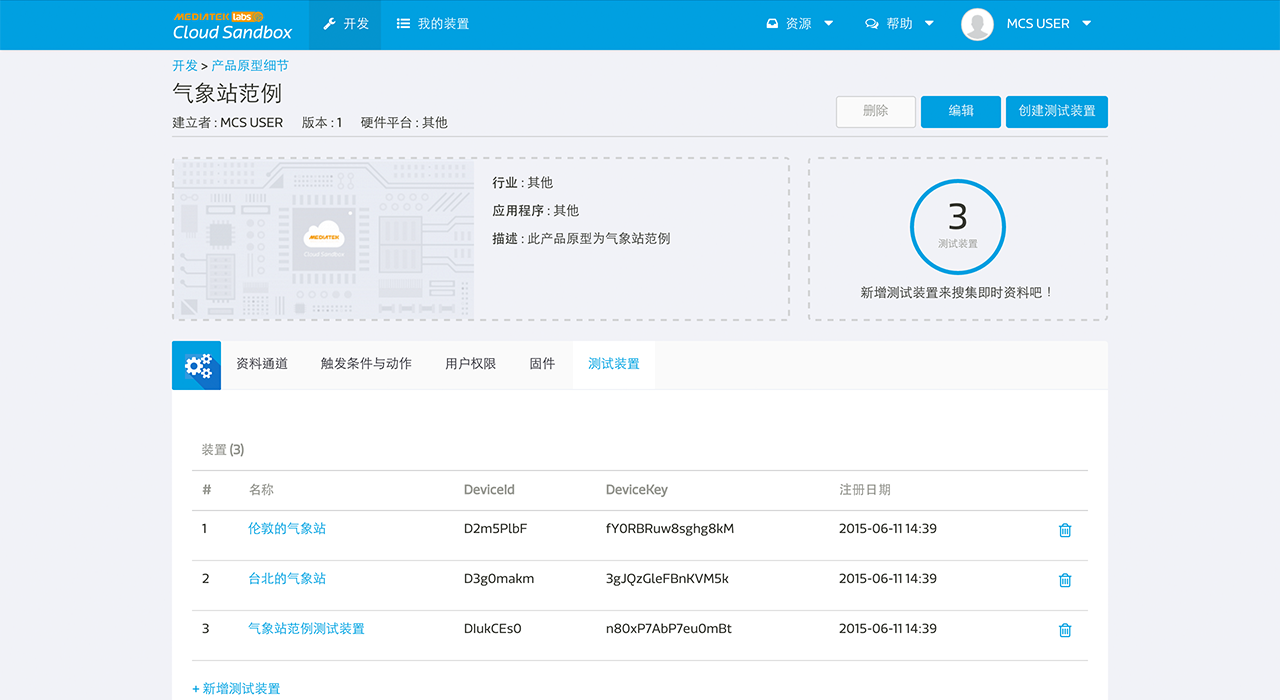 MEDIATEK labs
Cloud Sandbox
开发
我的装置
资源
帮助
MCS USER
开发 > 产品原型细节
气象站范例
建立者 : MCS USER 版本 : 1 硬件平台 : 其他
删除
编辑
创建测试装置
MEDIATEK
Cloud Sandbox
行业 : 其他
应用程序 : 其他
描述 : 此产品原型为气象站范例
3
测试装置
新增测试装置来搜集即时资料吧！
资料通道 触发条件与动作 用户权限 固件 测试装置
装置 (3)
# 名称 DeviceId DeviceKey 注册日期
1 伦敦的气象站 D2m5PlbF fY0RBRuw8sghg8kM 2015-06-11 14:39
2 台北的气象站 D3g0makm 3gJQzGleFBnKVM5k 2015-06-11 14:39
3 气象站范例测试装置 DIukCEs0 n80xP7AbP7eu0mBt 2015-06-11 14:39
+ 新增测试装置